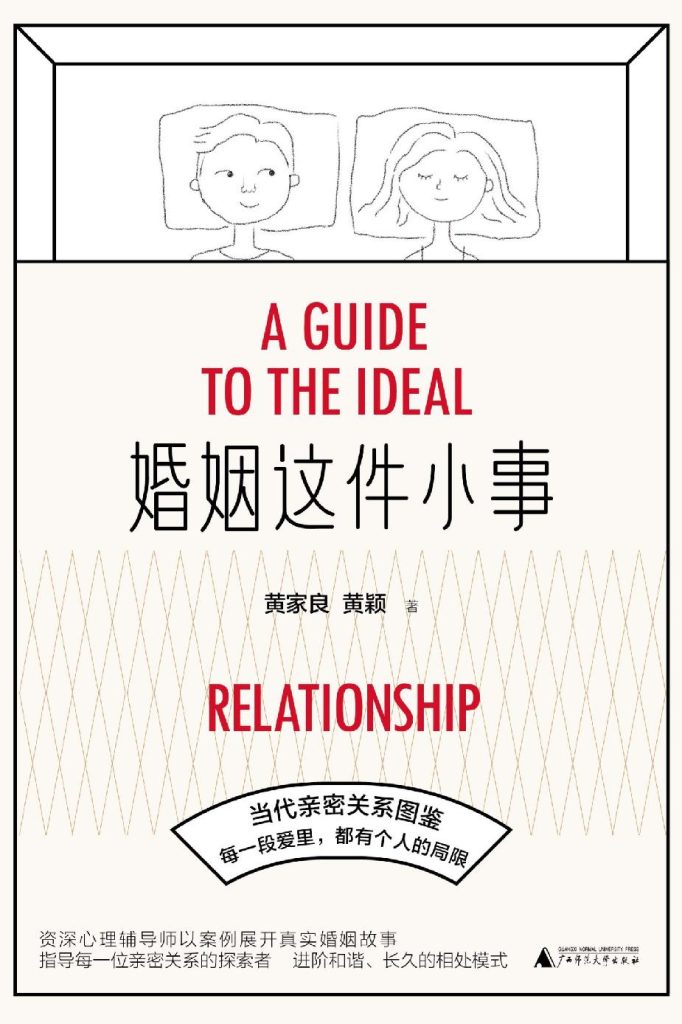 A GUIDE
TO THE IDEAL
婚姻这件小事
黄家良 黄颖 著
RELATIONSHIP
当代亲密关系图鉴
每一段爱里，都有个人的局限
资深心理辅导师以案例展开真实婚姻故事
指导每一位亲密关系的探索者 进阶和谐、长久的相处模式
GUANGXI NORMAL UNIVERSITY PRESS
广西师范大学出版社